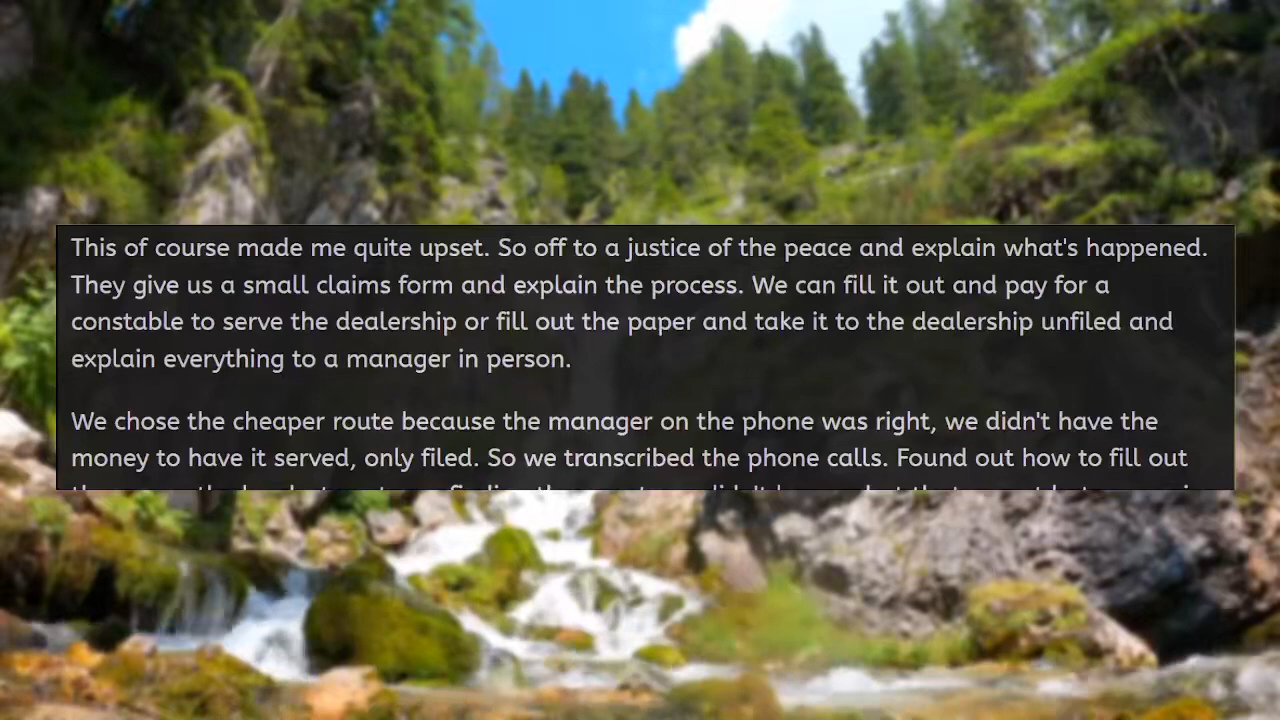 This of course made me quite upset. So off to a justice of the peace and explain what's happened.
They give us a small claims form and explain the process. We can fill it out and pay for a
constable to serve the dealership or fill out the paper and take it to the dealership unfiled and
explain everything to a manager in person.
We chose the cheaper route because the manager on the phone was right, we didn't have the
money to have it served, only filed. So we transcribed the phone calls. Found out how to fill out